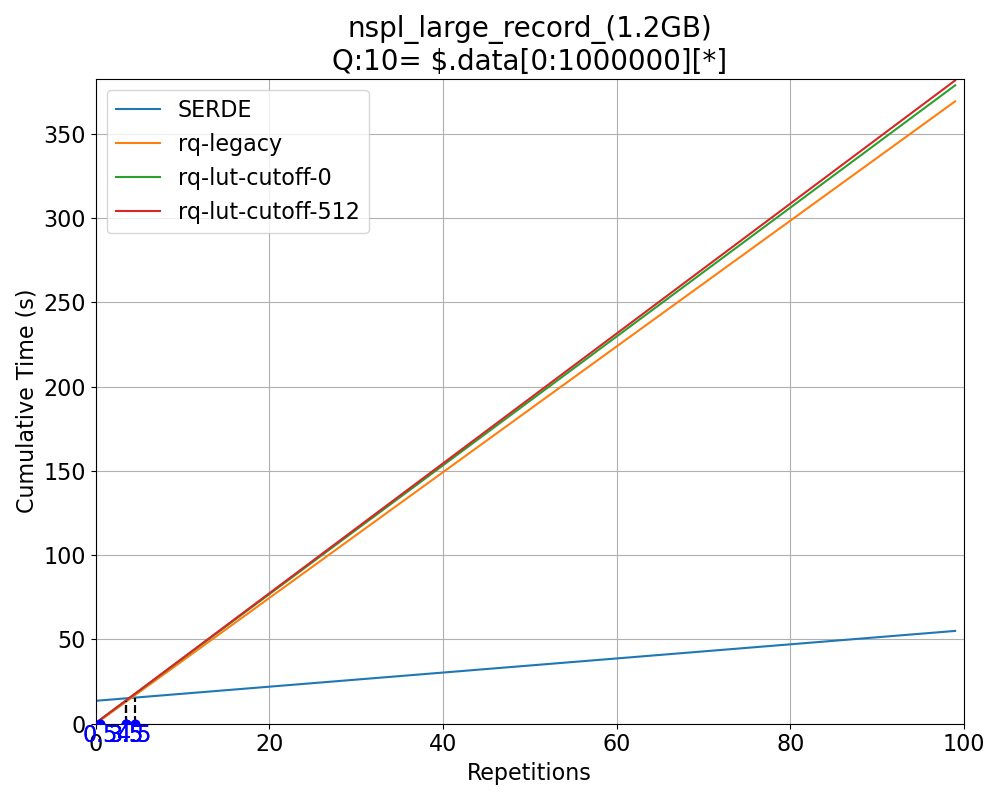 nspl_large_record_(1.2GB)
Q:10= $.data[0:1000000][*]
SERDE
rq-legacy
rq-lut-cutoff-0
rq-lut-cutoff-512
Cumulative Time (s)
350
300
250
200
150
100
50
0
0 20 40 60 80 100
Repetitions